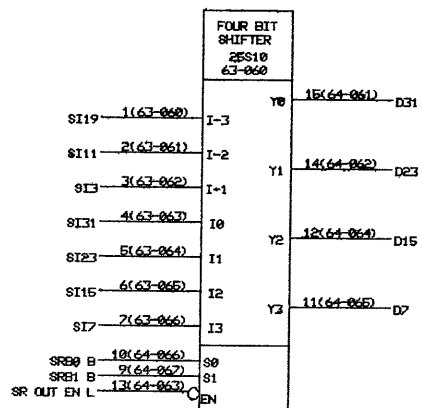 FOUR BIT
SHIFTER
25S10
63-060
Y0 15(64-061) D31
SI19 1(63-060) I-3
SI11 2(63-061) I-2
Y1 14(64-062) D23
SI3 3(63-062) I-1
SI31 4(63-063) I0
Y2 12(64-064) D15
SI23 5(63-064) I1
SI15 6(63-065) I2
Y3 11(64-065) D7
SI7 7(63-066) I3
SRB0 B 10(64-066) S0
SRB1 B 9(64-067) S1
SR OUT EN L 13(64-063) EN